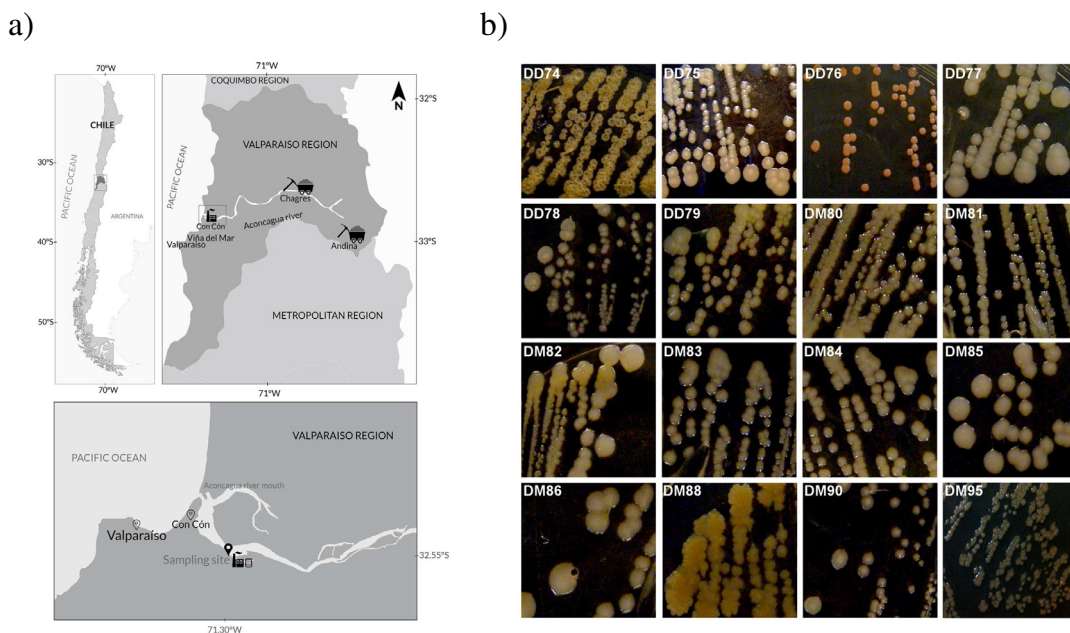 a)
70°W
CHILE
30°S
PACIFIC OCEAN
ARGENTINA
40°S
50°S
70°W
71°W
COQUIMBO REGION
N
32°S
VALPARAISO REGION
PACIFIC OCEAN
Chagres
Aconcagua river
Con Cón
Viña del Mar
Valparaíso
Andina
33°S
METROPOLITAN REGION
71°W
VALPARAISO REGION
PACIFIC OCEAN
Aconcagua river mouth
Con Cón
Valparaíso
Sampling site
32.55°S
71.30°W
b)
DD74 DD75 DD76 DD77
DD78 DD79 DM80 DM81
DM82 DM83 DM84 DM85
DM86 DM88 DM90 DM95